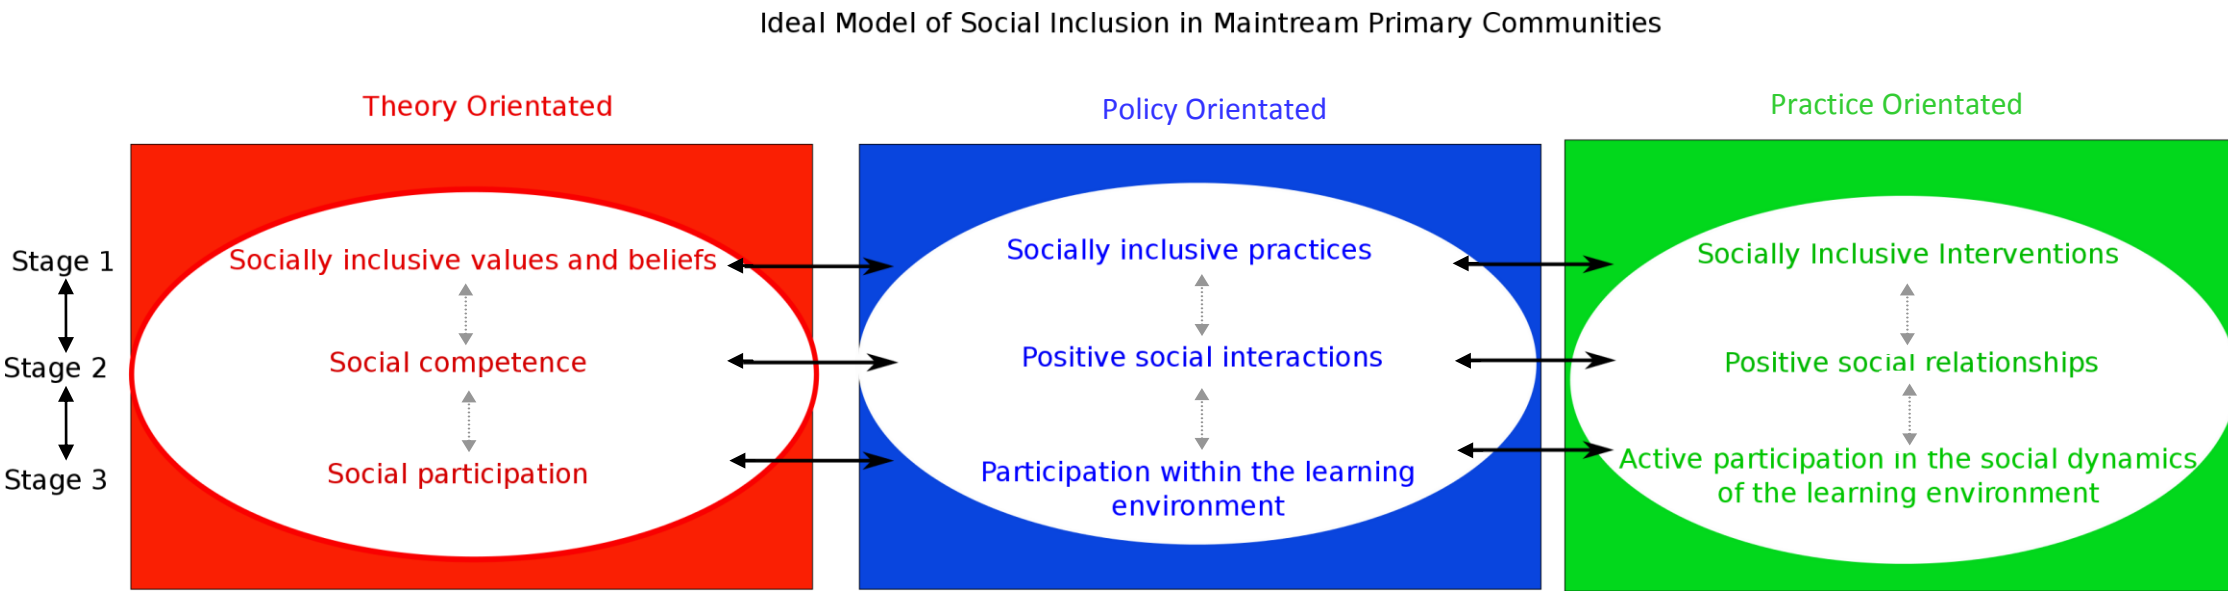 Ideal Model of Social Inclusion in Maintream Primary Communities
Theory Orientated
Policy Orientated
Practice Orientated
Stage 1
Socially inclusive values and beliefs
Socially inclusive practices
Socially Inclusive Interventions
Stage 2
Social competence
Positive social interactions
Positive social relationships
Stage 3
Social participation
Participation within the learning
environment
Active participation in the social dynamics
of the learning environment